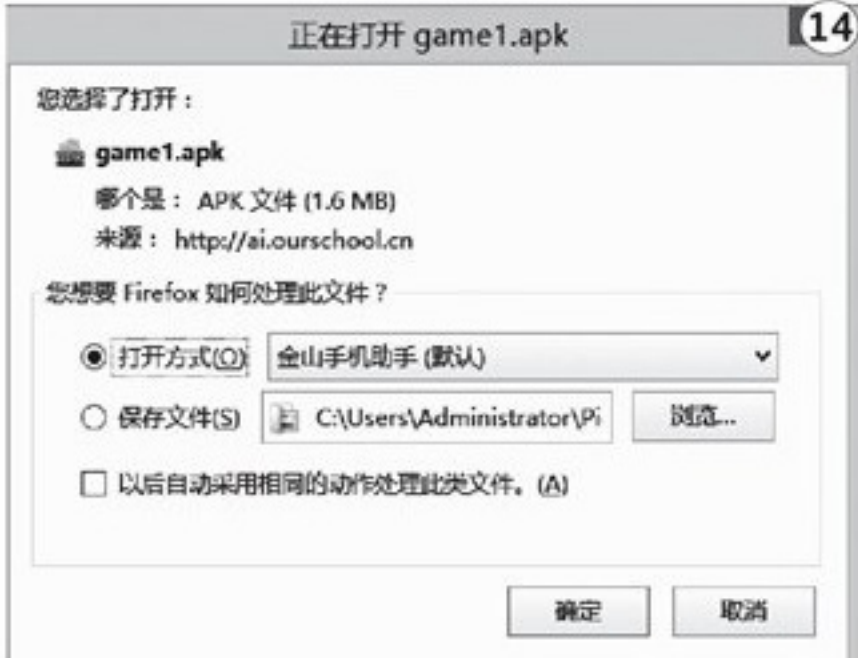 正在打开 game1.apk
14
您选择了打开：
game1.apk
哪个是： APK 文件 (1.6 MB)
来源： http://ai.ourschool.cn
您想要 Firefox 如何处理此文件？
打开方式(O) 金山手机助手 (默认)
保存文件(S) C:\Users\Administrator\Pi 浏览...
以后自动采用相同的动作处理此类文件。(A)
确定 取消